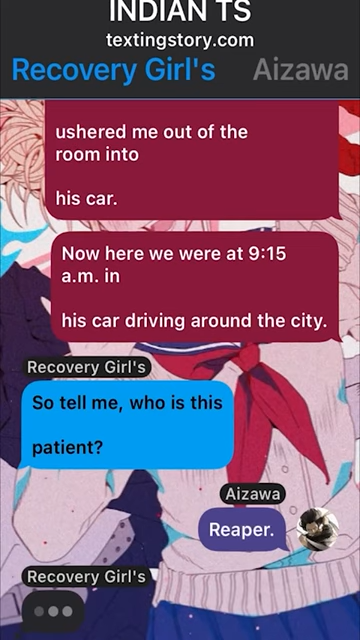 INDIAN TS
textingstory.com
Recovery Girl's Aizawa
ushered me out of the
room into
his car.
Now here we were at 9:15
a.m. in
his car driving around the city.
Recovery Girl's
So tell me, who is this
patient?
Aizawa
Reaper.
Recovery Girl's